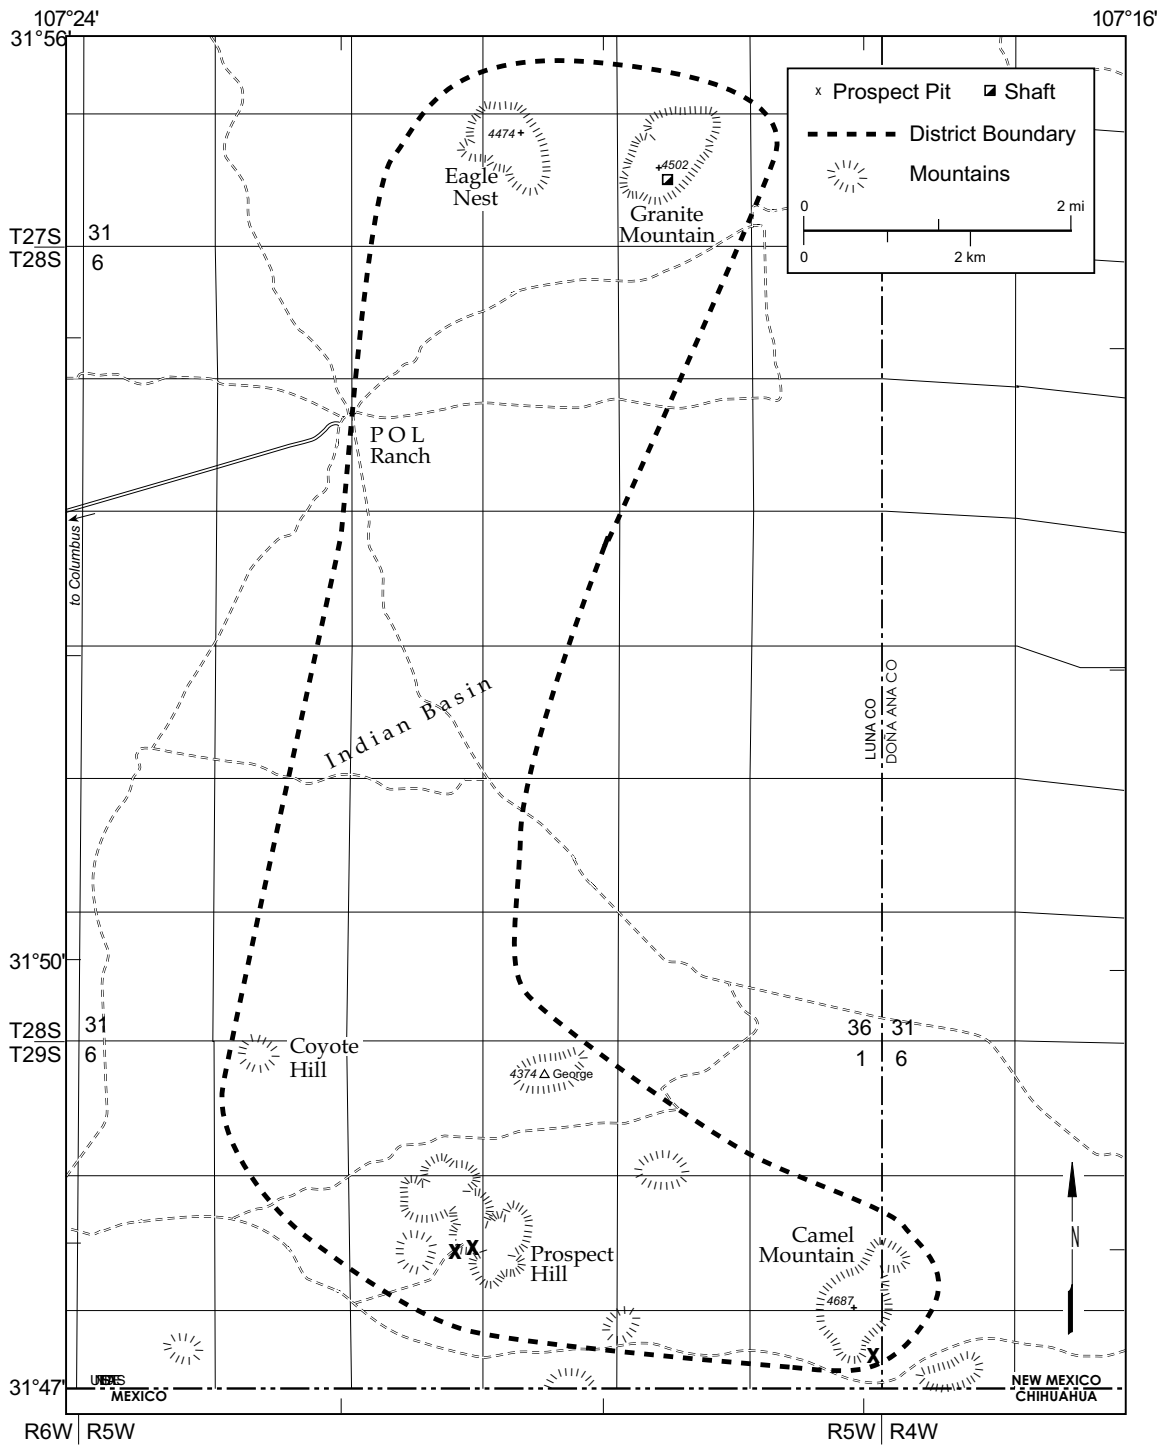 107°24'
107°16'
31°56'
x Prospect Pit
Shaft
District Boundary
Mountains
0
2 mi
0
2 km
4474
Eagle
Nest
4502
Granite
Mountain
T27S
T28S
31
6
POL
Ranch
to Columbus
Indian Basin
LUNA CO
DOÑA ANA CO
31°50'
T28S
T29S
31
6
36
31
1
6
Coyote
Hill
4374
George
X X
Prospect
Hill
Camel
Mountain
4687
X
N
31°47'
MEXICO
NEW MEXICO
CHIHUAHUA
R6W
R5W
R5W
R4W